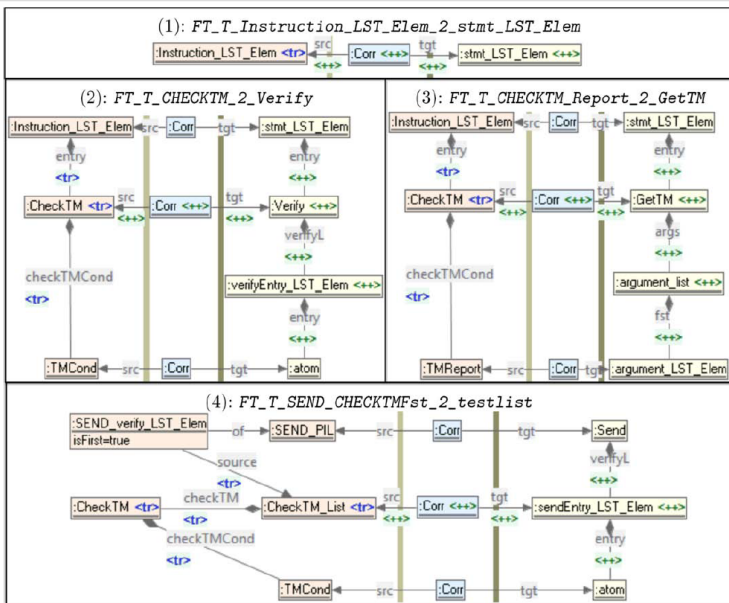 (1): FT_T_Instruction_LST_Elem_2_stmt_LST_Elem
:Instruction_LST_Elem <tr> src <++> :Corr <++> tgt <++> :stmt_LST_Elem <++>
(2): FT_T_CHECKTM_2_Verify
:Instruction_LST_Elem src :Corr tgt :stmt_LST_Elem
entry <tr> entry <++>
:CheckTM <tr> src <++> :Corr <++> tgt <++> :Verify <++>
verifyL <++>
checkTMCond <tr>
:verifyEntry_LST_Elem <++>
entry <++>
:TMCond src :Corr tgt :atom
(3): FT_T_CHECKTM_Report_2_GetTM
:Instruction_LST_Elem src :Corr tgt :stmt_LST_Elem
entry <tr> entry <++>
:CheckTM <tr> src <++> :Corr <++> tgt <++> :GetTM <++>
args <++>
checkTMCond <tr>
:argument_list <++>
fst <++>
:TMReport src :Corr tgt :argument_LST_Elem
(4): FT_T_SEND_CHECKTMFst_2_testlist
:SEND_verify_LST_Elem
isFirst=true
of :SEND_PIL src :Corr tgt :Send
source <tr> verifyL <++>
:CheckTM <tr> checkTM <tr> :CheckTM_List <tr> src <++> :Corr <++> tgt <++> :sendEntry_LST_Elem <++>
checkTMCond <tr> entry <++>
:TMCond src :Corr tgt :atom